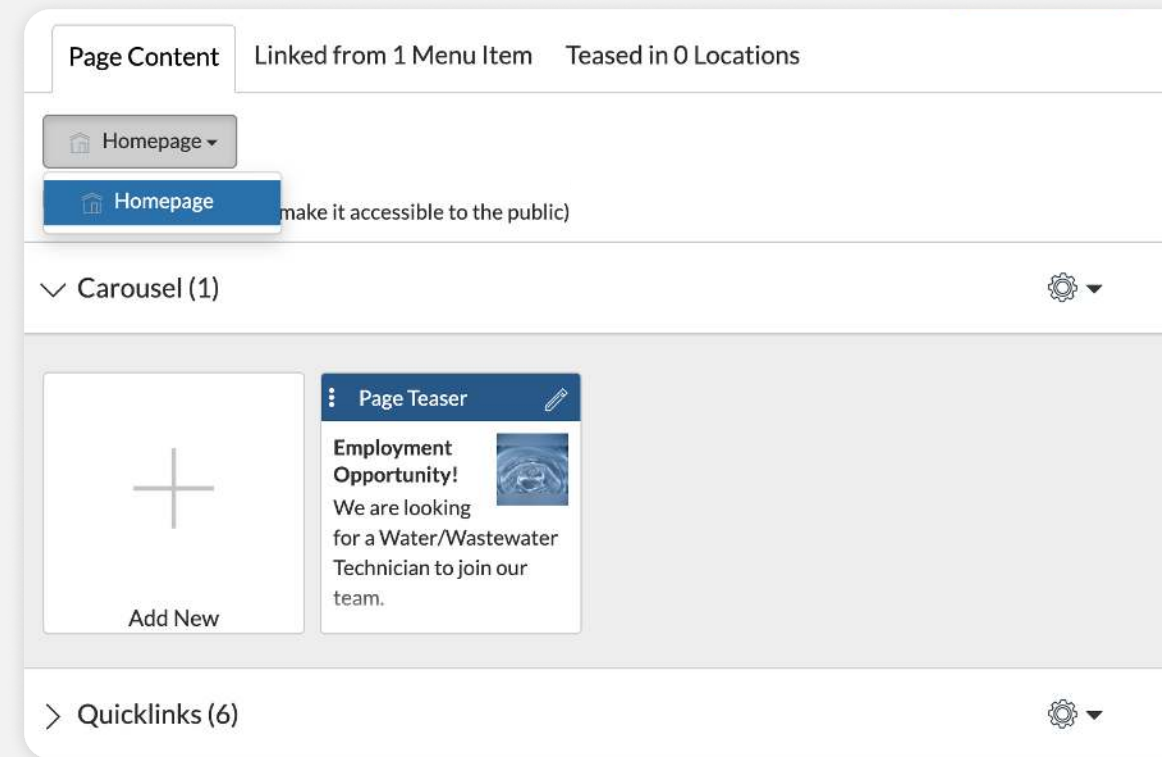 Page Content
Linked from 1 Menu Item
Teased in 0 Locations
Homepage
Homepage
make it accessible to the public)
Carousel (1)
Add New
Page Teaser
Employment
Opportunity!
We are looking
for a Water/Wastewater
Technician to join our
team.
Quicklinks (6)